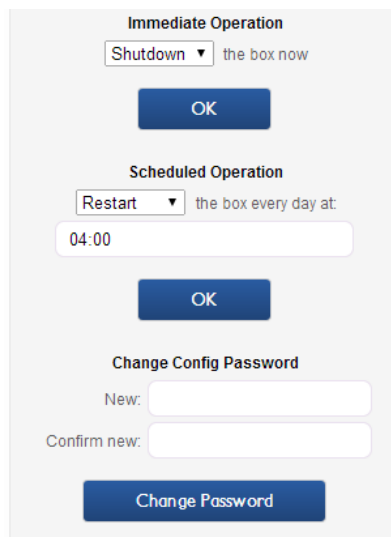 Immediate Operation
Shutdown the box now
OK
Scheduled Operation
Restart the box every day at:
04:00
OK
Change Config Password
New:
Confirm new:
Change Password